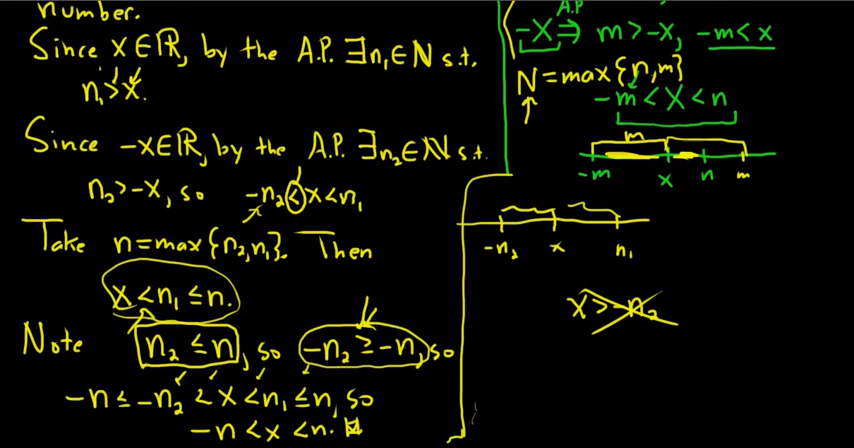 number.
Since x∈ℝ, by the A.P. ∃n₁∈ℕ s.t.
n₁>x.
Since -x∈ℝ, by the A.P. ∃n₂∈ℕ s.t.
n₂>-x, so -n₂<x<n₁
Take n=max{n₂,n₁}. Then
x<n₁≤n.
Note n₂≤n, so -n₂≥-n, so
-n≤-n₂<x<n₁≤n, so
-n<x<n.
A.P
-x⇒ m>-x, -m<x
N=max{n,m}
-m<x<n
m
-m x n m
-n₂ x n₁
x>-n₂